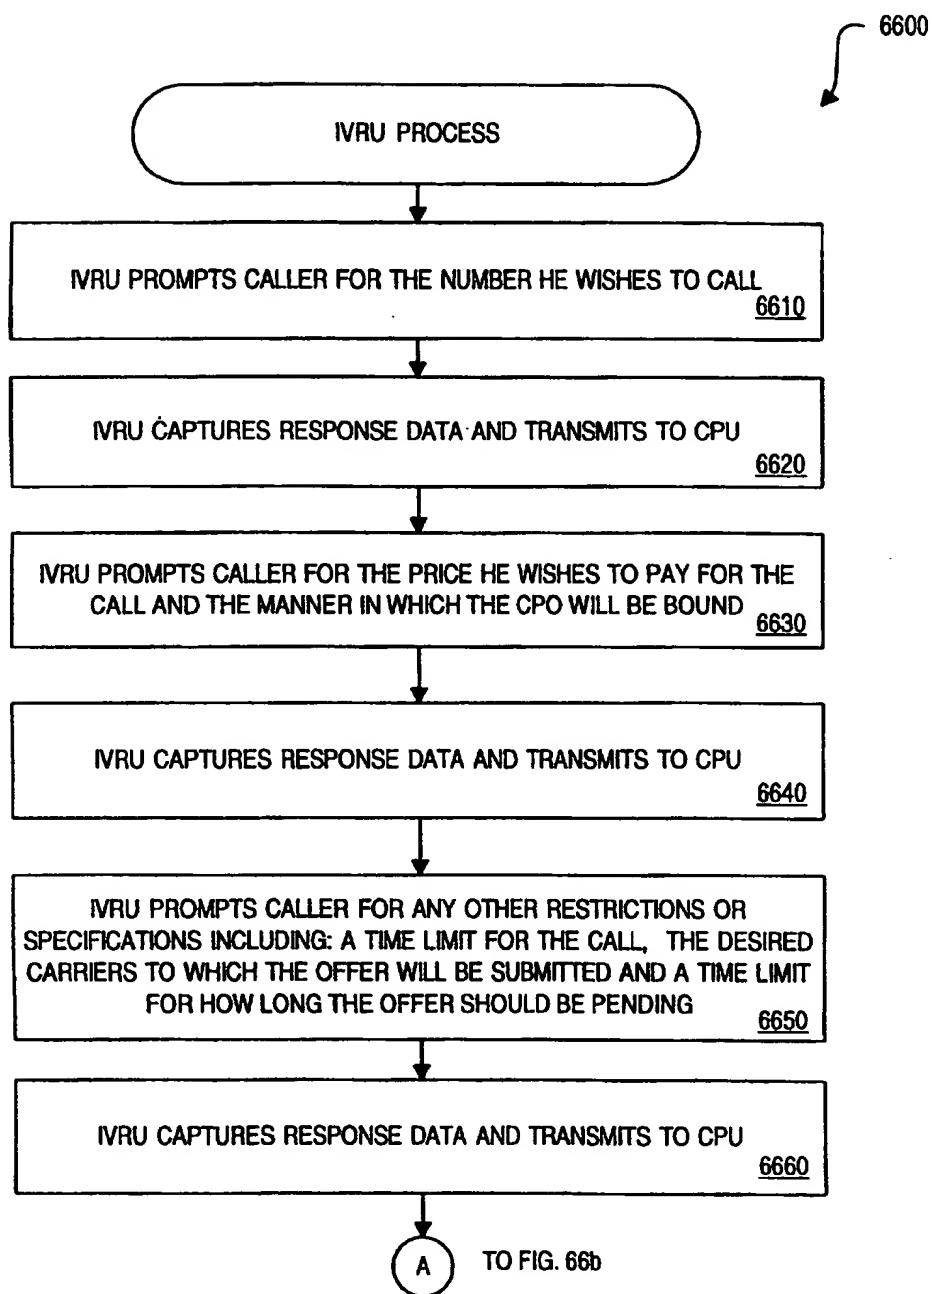 6600
IVRU PROCESS
IVRU PROMPTS CALLER FOR THE NUMBER HE WISHES TO CALL
6610
IVRU CAPTURES RESPONSE DATA AND TRANSMITS TO CPU
6620
IVRU PROMPTS CALLER FOR THE PRICE HE WISHES TO PAY FOR THE
CALL AND THE MANNER IN WHICH THE CPO WILL BE BOUND
6630
IVRU CAPTURES RESPONSE DATA AND TRANSMITS TO CPU
6640
IVRU PROMPTS CALLER FOR ANY OTHER RESTRICTIONS OR
SPECIFICATIONS INCLUDING: A TIME LIMIT FOR THE CALL, THE DESIRED
CARRIERS TO WHICH THE OFFER WILL BE SUBMITTED AND A TIME LIMIT
FOR HOW LONG THE OFFER SHOULD BE PENDING
6650
IVRU CAPTURES RESPONSE DATA AND TRANSMITS TO CPU
6660
A TO FIG. 66b